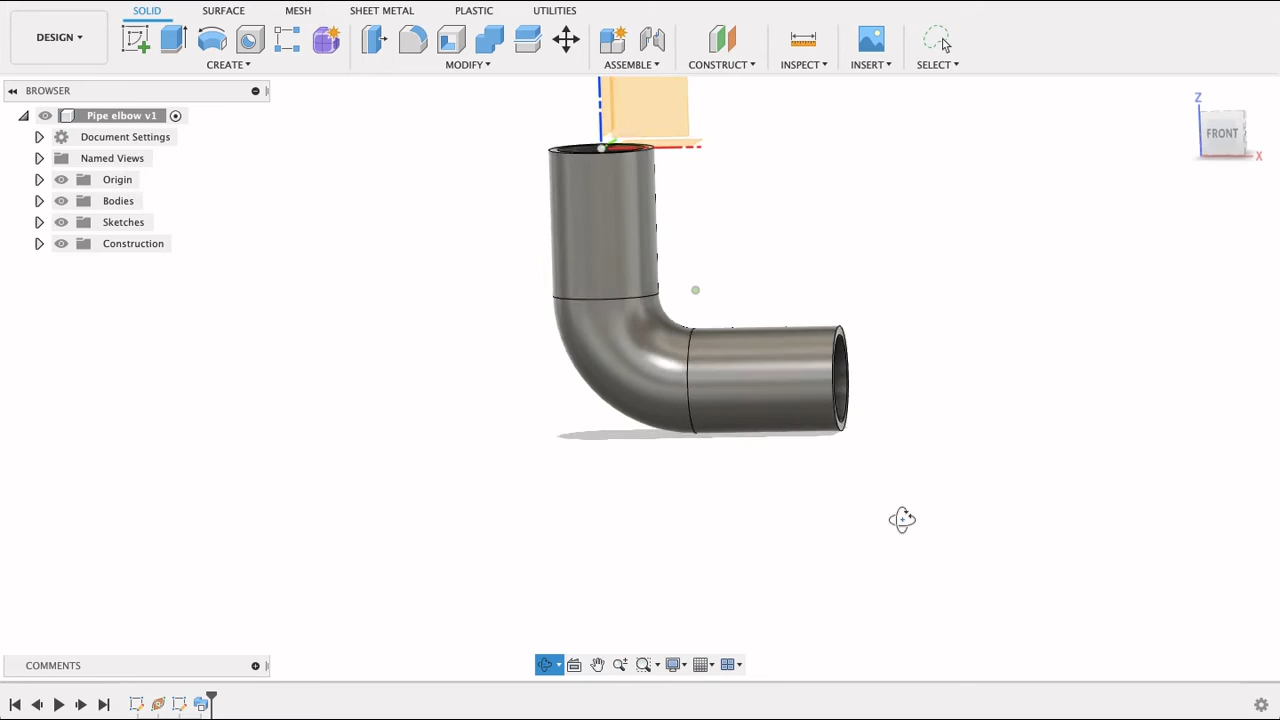 SOLID SURFACE MESH SHEET METAL PLASTIC UTILITIES
DESIGN ▾
CREATE ▾ MODIFY ▾ ASSEMBLE ▾ CONSTRUCT ▾ INSPECT ▾ INSERT ▾ SELECT ▾
BROWSER
Pipe elbow v1
Document Settings
Named Views
Origin
Bodies
Sketches
Construction
Z
FRONT
X
COMMENTS